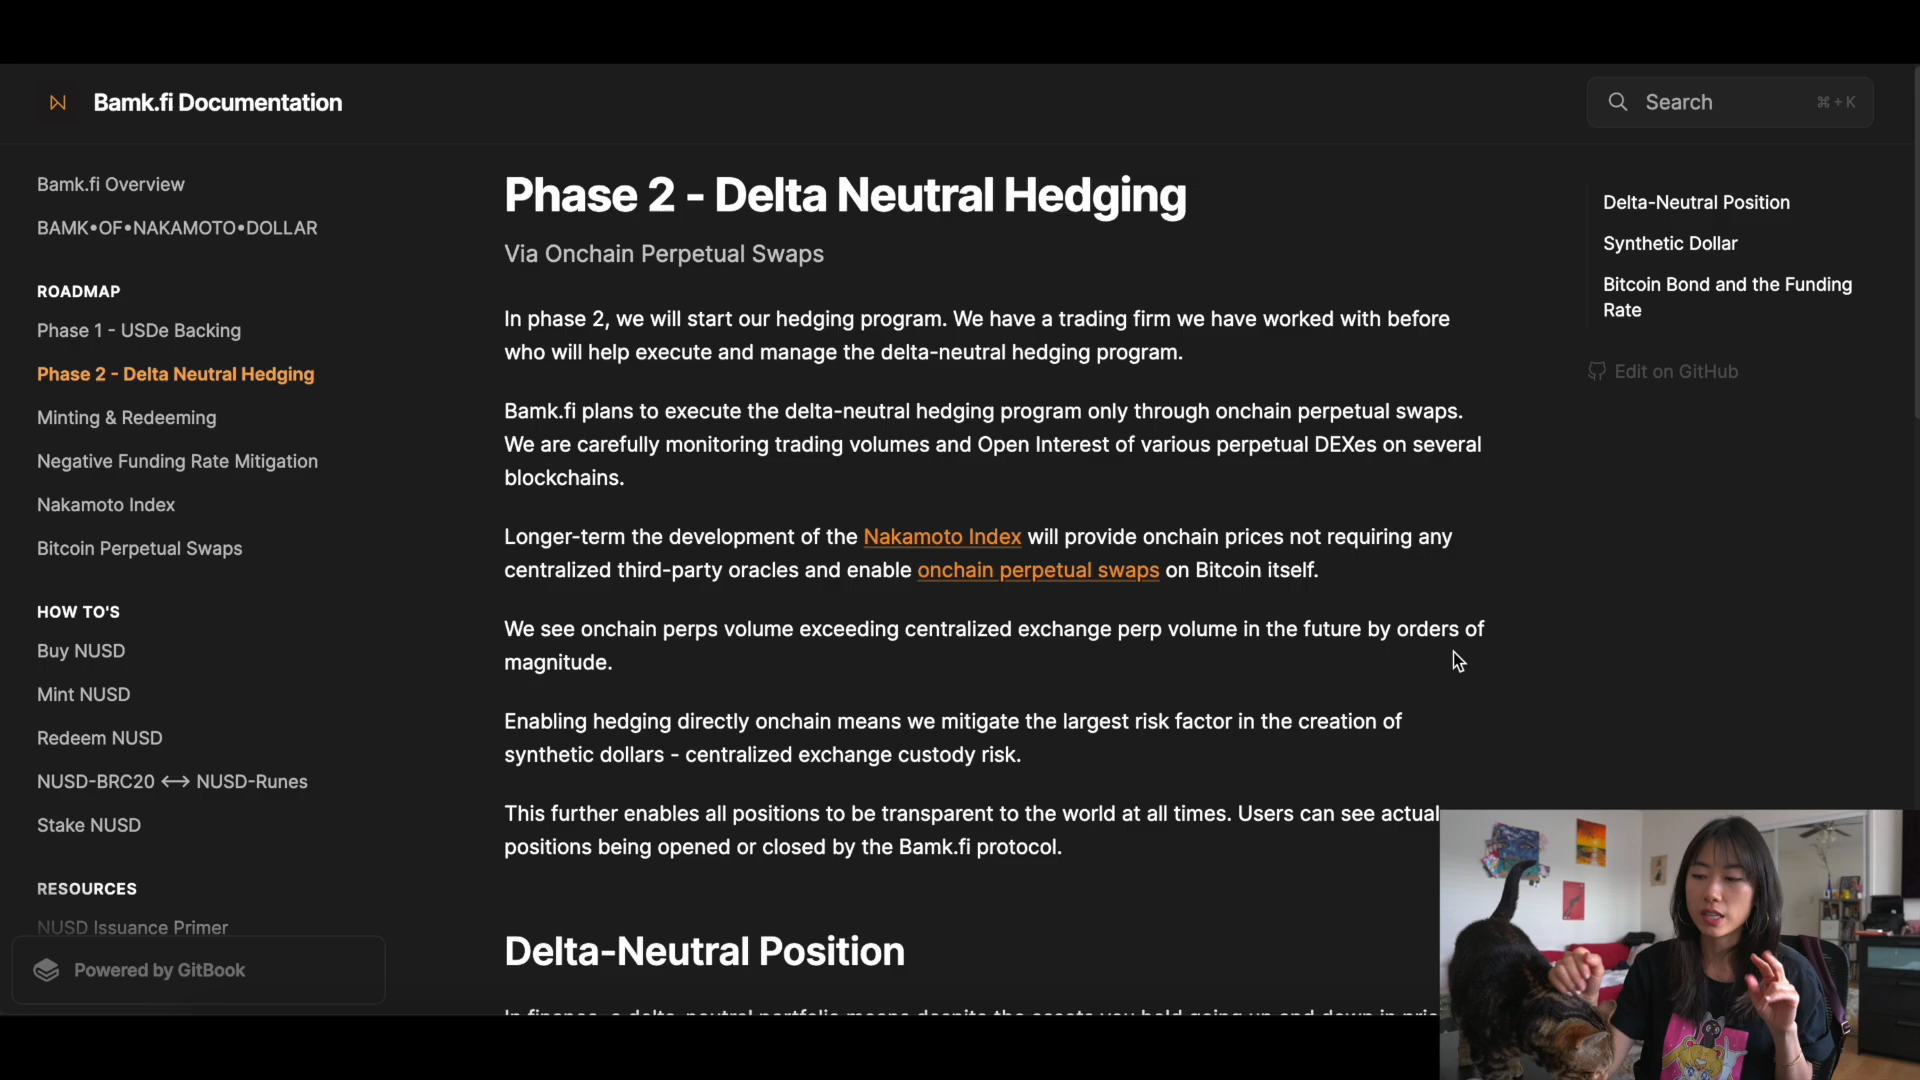 Bamk.fi Documentation
Search
⌘ + K
Bamk.fi Overview
BAMK•OF•NAKAMOTO•DOLLAR
ROADMAP
Phase 1 - USDe Backing
Phase 2 - Delta Neutral Hedging
Minting & Redeeming
Negative Funding Rate Mitigation
Nakamoto Index
Bitcoin Perpetual Swaps
HOW TO'S
Buy NUSD
Mint NUSD
Redeem NUSD
NUSD-BRC20 <--> NUSD-Runes
Stake NUSD
RESOURCES
NUSD Issuance Primer
Powered by GitBook
Phase 2 - Delta Neutral Hedging
Via Onchain Perpetual Swaps
In phase 2, we will start our hedging program. We have a trading firm we have worked with before
who will help execute and manage the delta-neutral hedging program.
Bamk.fi plans to execute the delta-neutral hedging program only through onchain perpetual swaps.
We are carefully monitoring trading volumes and Open Interest of various perpetual DEXes on several
blockchains.
Longer-term the development of the Nakamoto Index will provide onchain prices not requiring any
centralized third-party oracles and enable onchain perpetual swaps on Bitcoin itself.
We see onchain perps volume exceeding centralized exchange perp volume in the future by orders of
magnitude.
Enabling hedging directly onchain means we mitigate the largest risk factor in the creation of
synthetic dollars - centralized exchange custody risk.
This further enables all positions to be transparent to the world at all times. Users can see actual
positions being opened or closed by the Bamk.fi protocol.
Delta-Neutral Position
Delta-Neutral Position
Synthetic Dollar
Bitcoin Bond and the Funding
Rate
Edit on GitHub